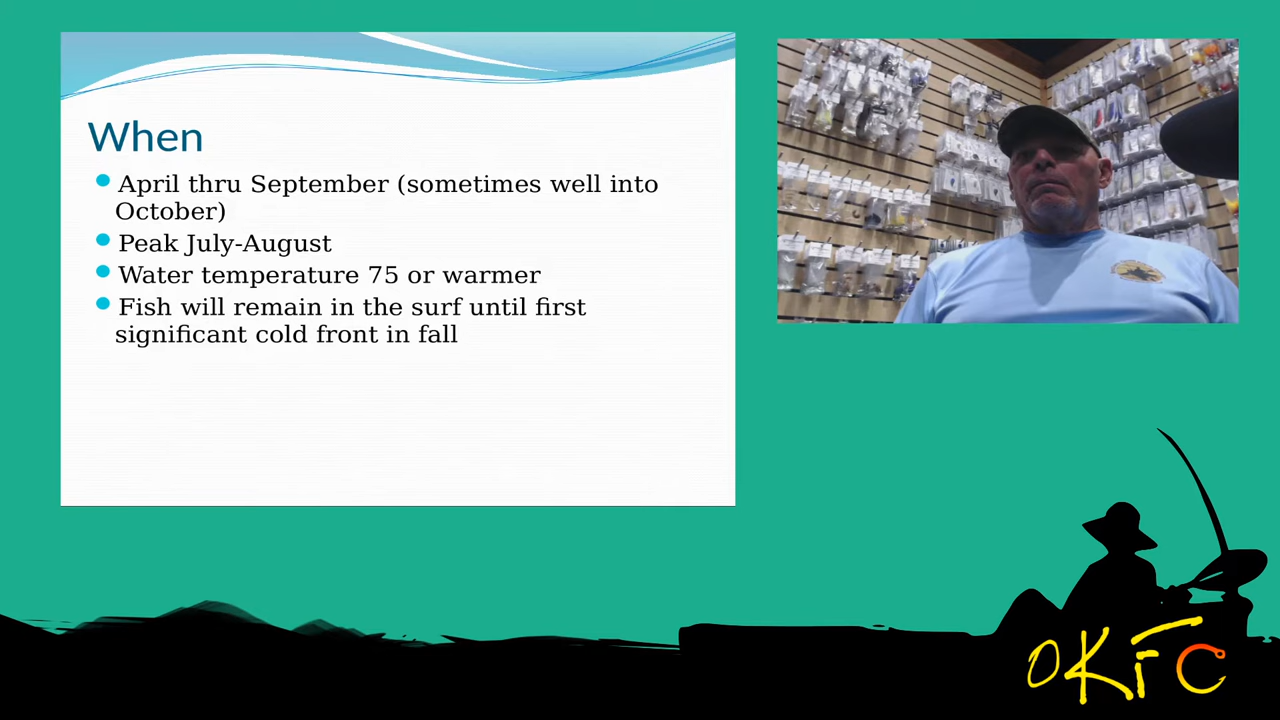 When
April thru September (sometimes well into
October)
Peak July-August
Water temperature 75 or warmer
Fish will remain in the surf until first
significant cold front in fall
OKFC